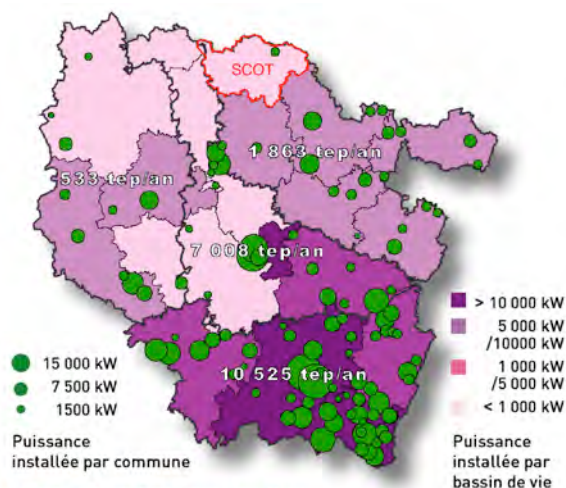 SCOT
1 863 tep/an
533 tep/an
7 008 tep/an
10 525 tep/an
15 000 kW
7 500 kW
1500 kW
Puissance
installée par commune
> 10 000 kW
5 000
/10000 kW
1 000
/5 000 kW
< 1 000 kW
Puissance
installée par
bassin de vie